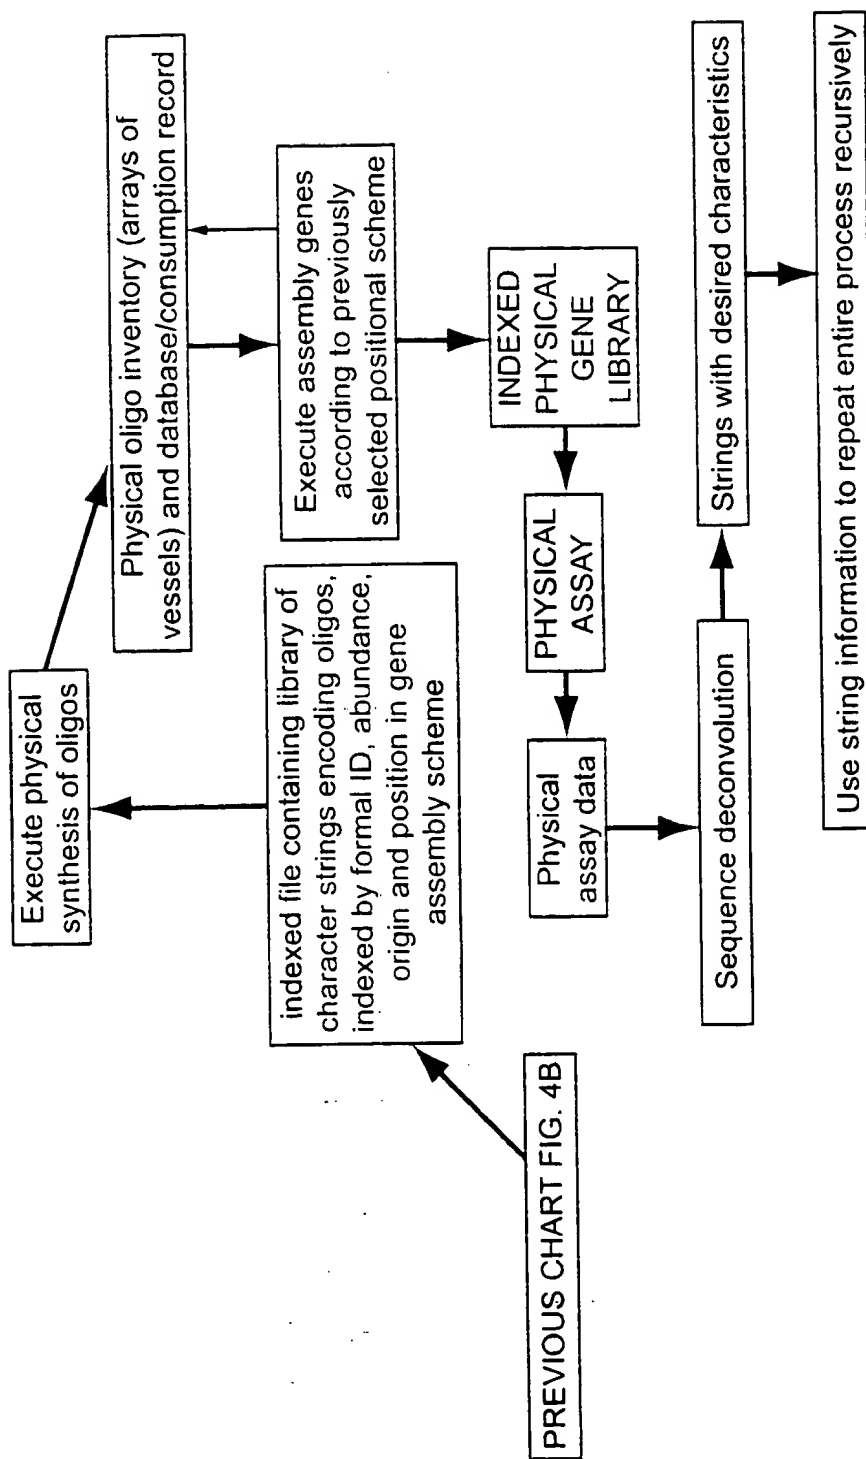 Execute physical
synthesis of oligos
Physical oligo inventory (arrays of
vessels) and database/consumption record
indexed file containing library of
character strings encoding oligos,
indexed by formal ID, abundance,
origin and position in gene
assembly scheme
Execute assembly genes
according to previously
selected positional scheme
PREVIOUS CHART FIG. 4B
INDEXED
PHYSICAL
GENE
LIBRARY
PHYSICAL
ASSAY
Physical
assay data
Sequence deconvolution
Strings with desired characteristics
Use string information to repeat entire process recursively